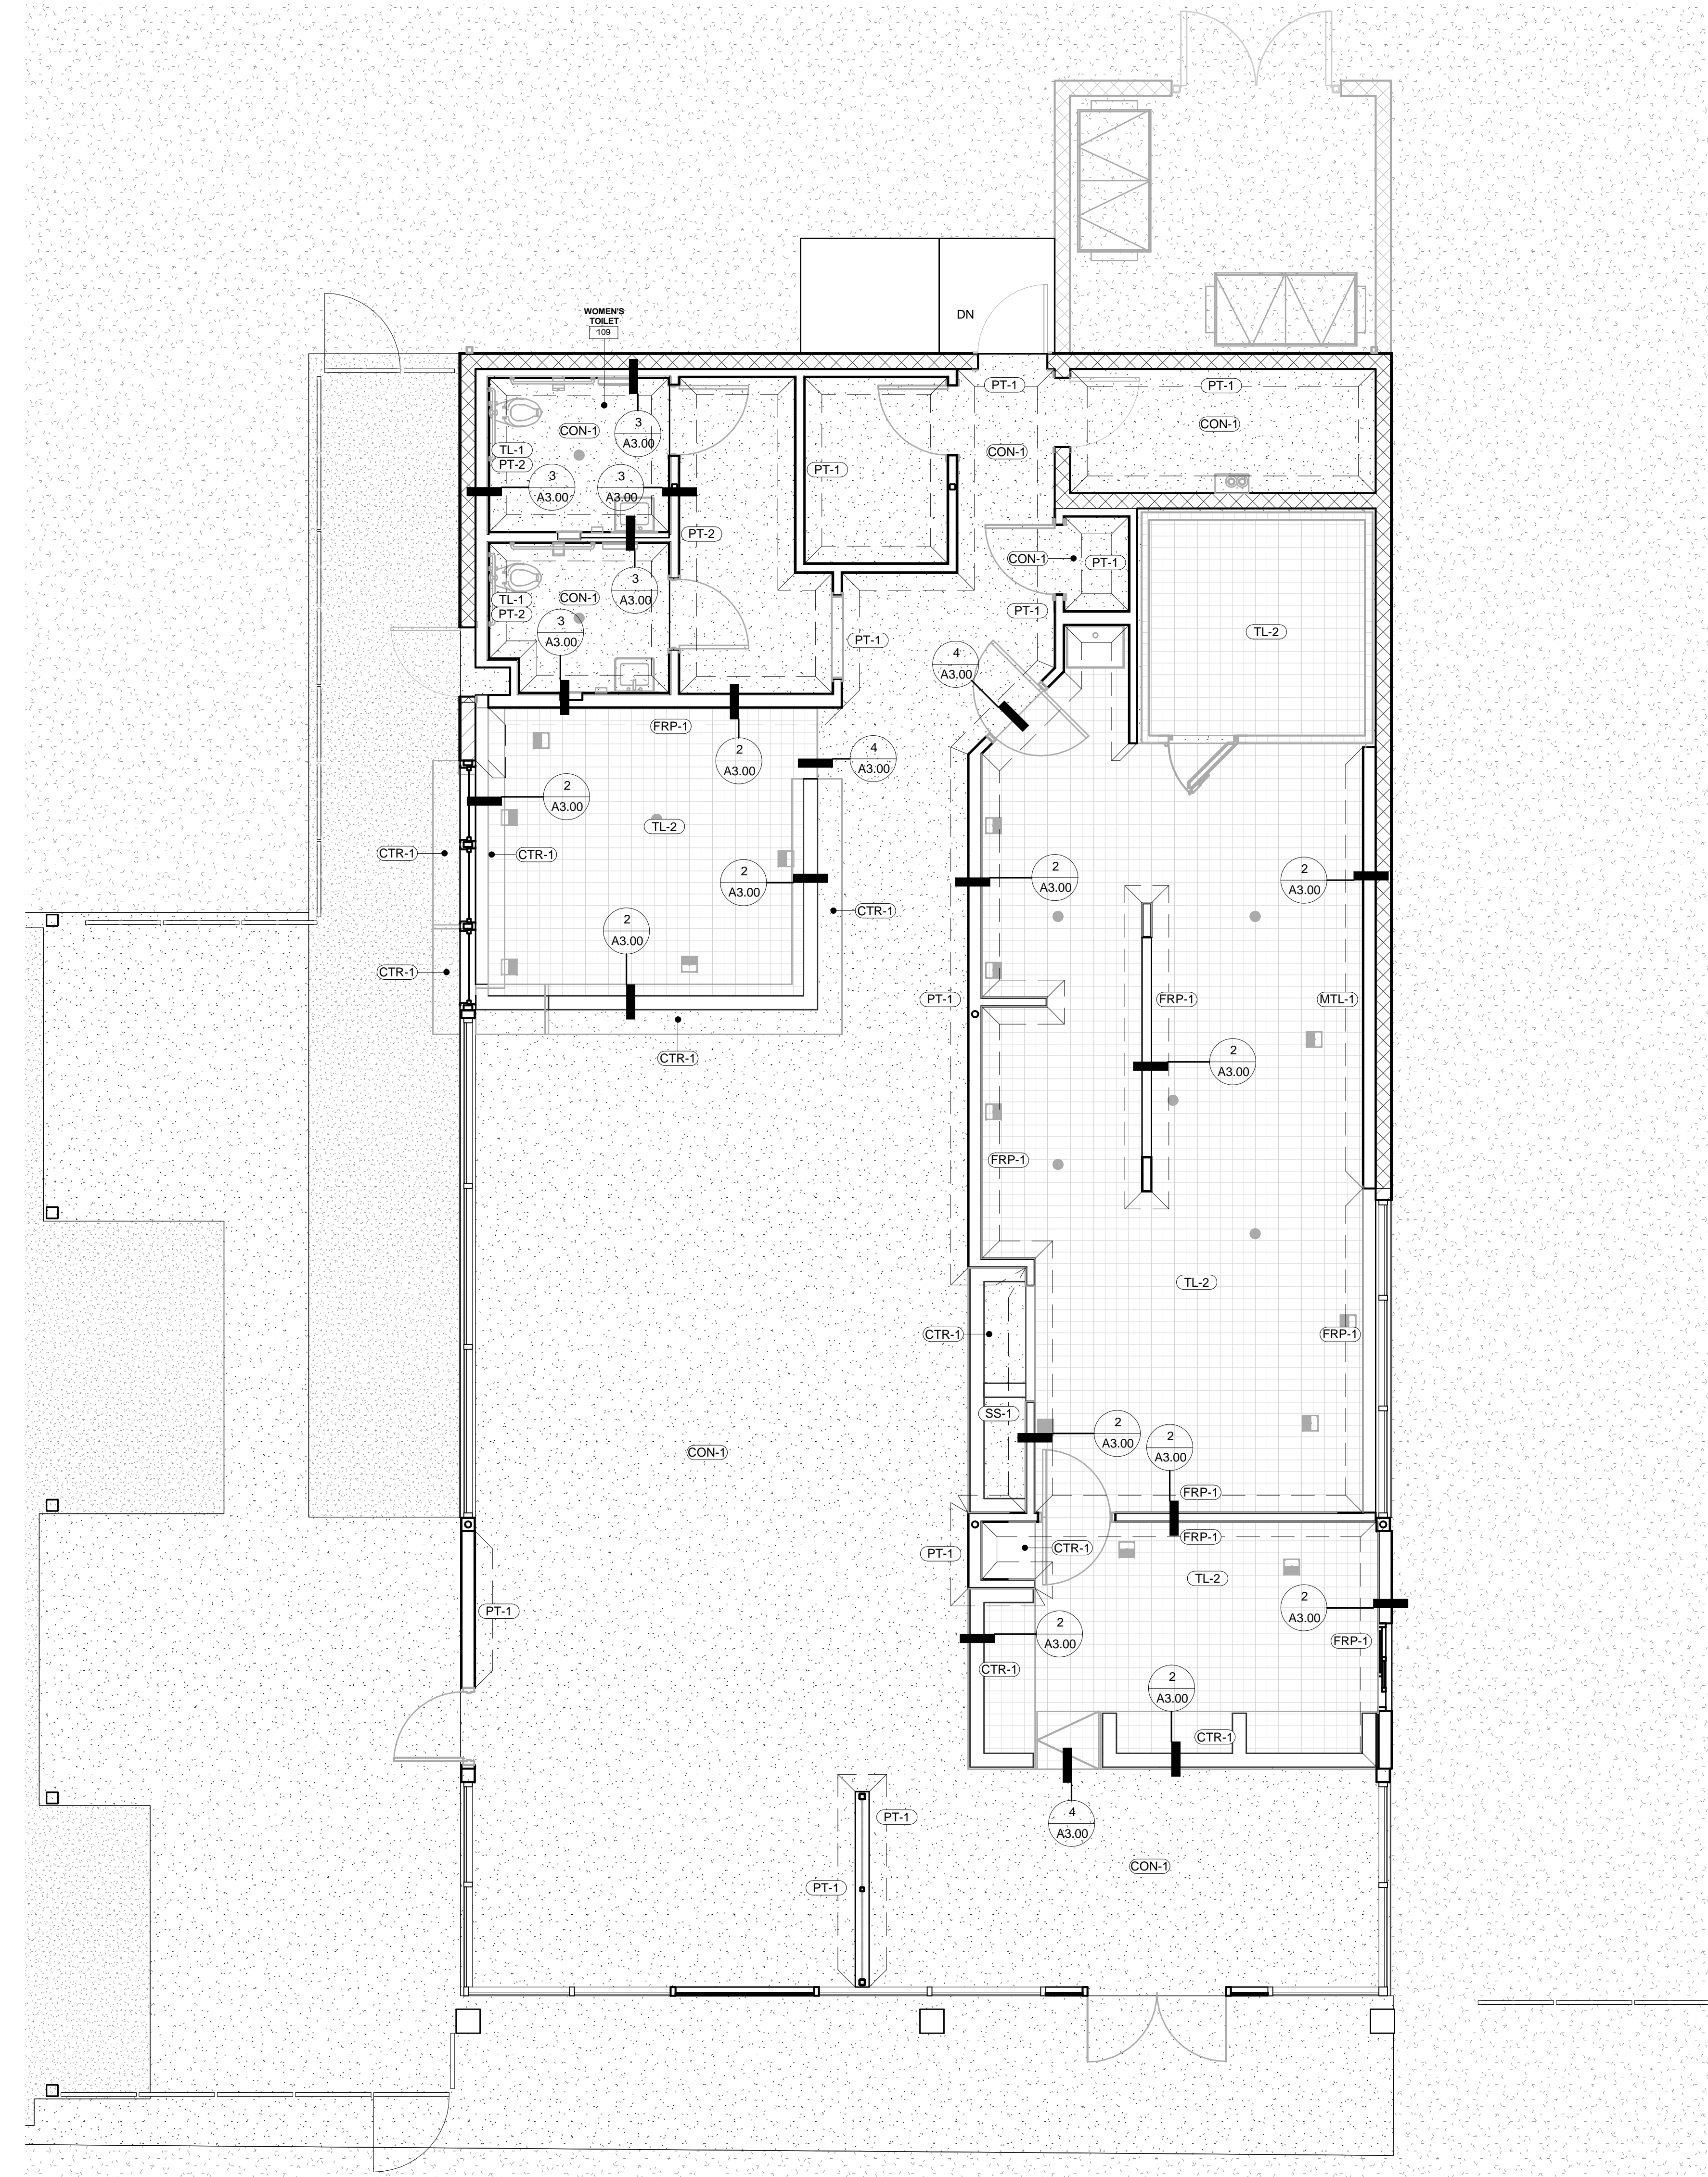 DN
WOMEN'S
TOILET
109
PT-1
PT-1
3
A3.00
CON-1
CON-1
CON-1
TL-1
PT-2
PT-1
3
A3.00
3
A3.00
PT-2
CON-1
PT-1
3
A3.00
TL-1
PT-2
CON-1
PT-1
3
A3.00
TL-2
PT-1
4
A3.00
FRP-1
2
A3.00
4
A3.00
2
A3.00
TL-2
CTR-1
CTR-1
2
A3.00
2
A3.00
2
A3.00
CTR-1
2
A3.00
CTR-1
PT-1
FRP-1
MTL-1
CTR-1
2
A3.00
FRP-1
TL-2
CTR-1
FRP-1
SS-1
2
A3.00
2
A3.00
CON-1
FRP-1
FRP-1
PT-1
CTR-1
TL-2
PT-1
2
A3.00
2
A3.00
FRP-1
CTR-1
2
A3.00
CTR-1
4
A3.00
PT-1
CON-1
PT-1